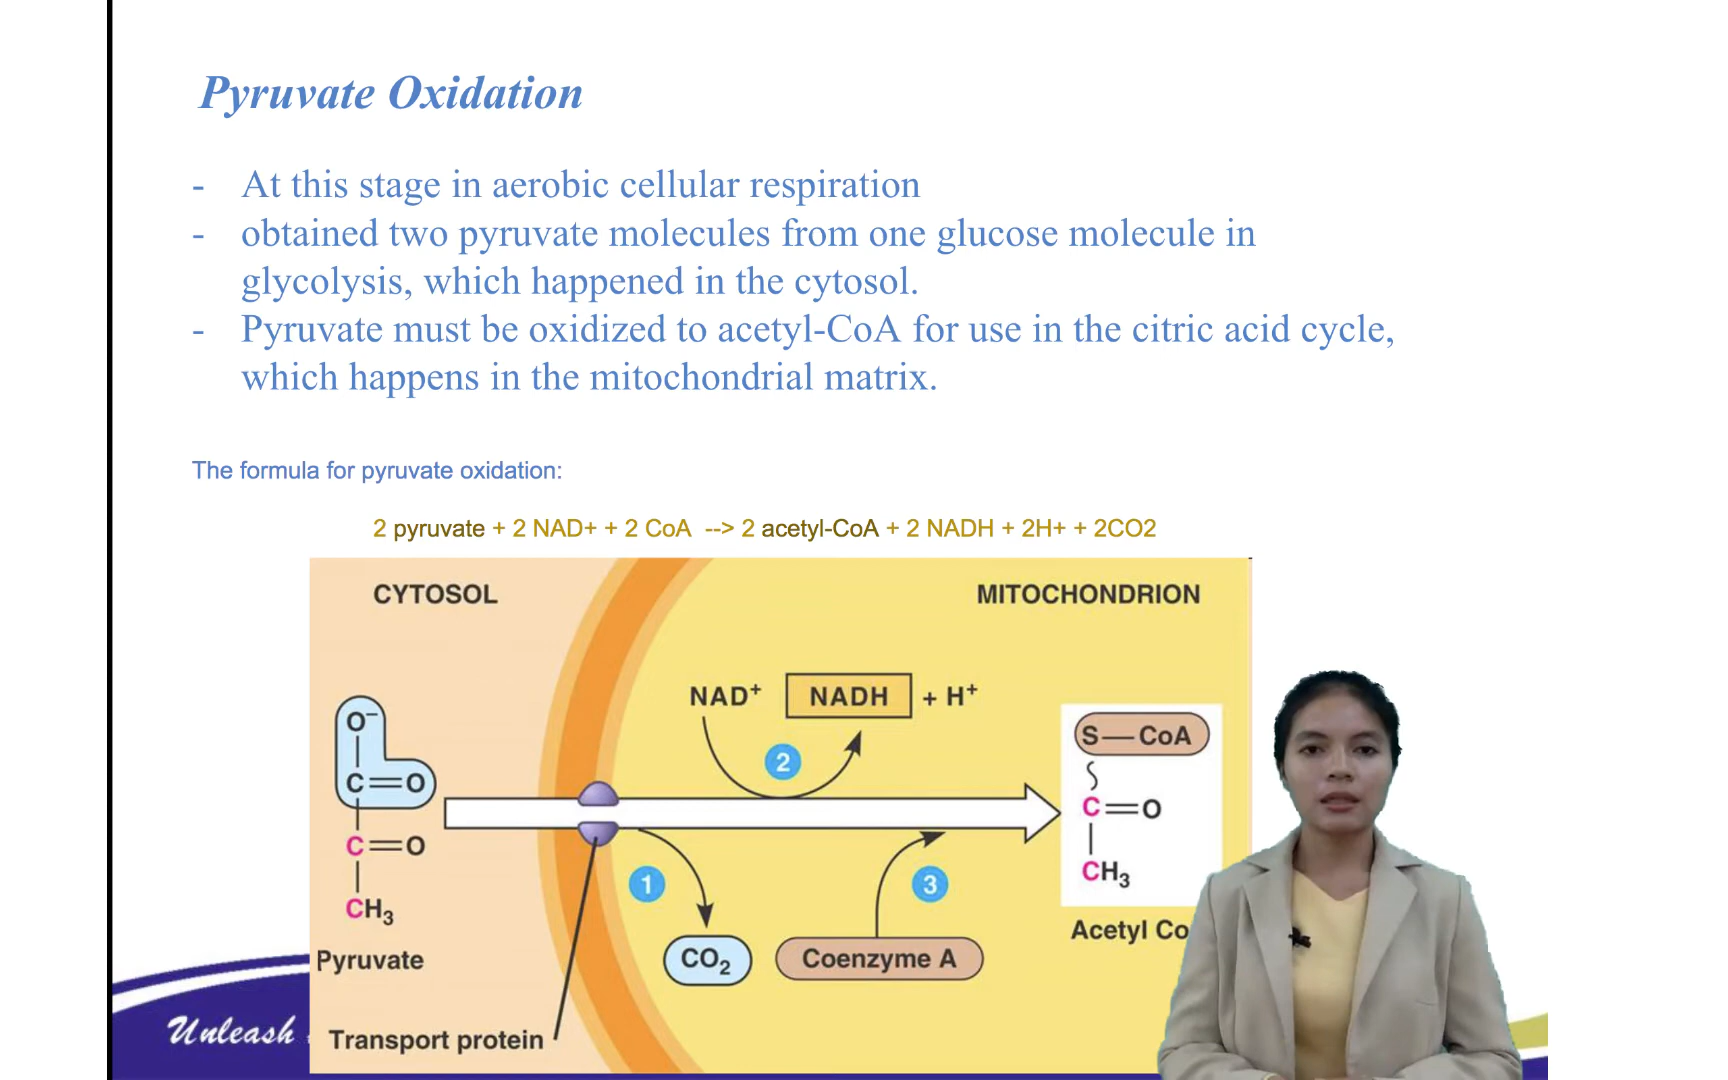 Pyruvate Oxidation
- At this stage in aerobic cellular respiration
- obtained two pyruvate molecules from one glucose molecule in
glycolysis, which happened in the cytosol.
- Pyruvate must be oxidized to acetyl-CoA for use in the citric acid cycle,
which happens in the mitochondrial matrix.
The formula for pyruvate oxidation:
2 pyruvate + 2 NAD+ + 2 CoA --> 2 acetyl-CoA + 2 NADH + 2H+ + 2CO2
CYTOSOL
MITOCHONDRION
NAD⁺ NADH + H⁺
O⁻
C=O
C=O
CH₃
Pyruvate
2
1
3
CO₂
Coenzyme A
S—CoA
C=O
CH₃
Acetyl Co
Transport protein
Unleash